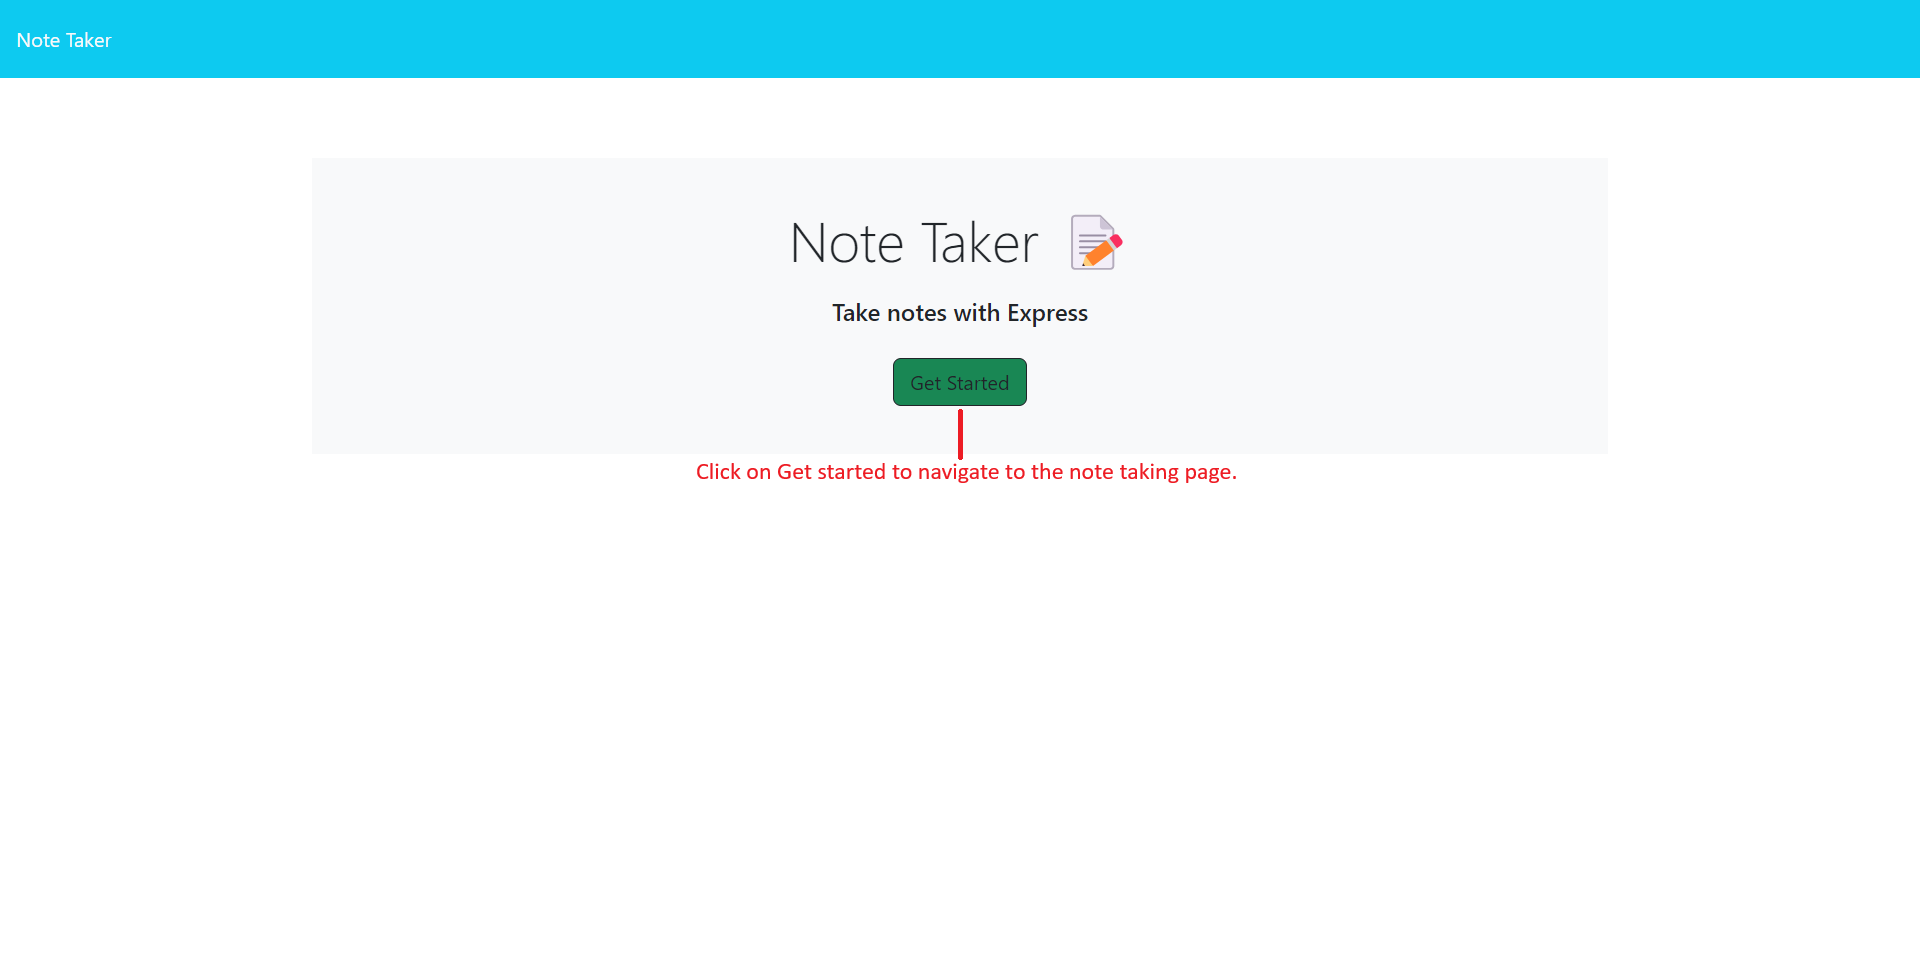 Note Taker
Note Taker
Take notes with Express
Get Started
Click on Get started to navigate to the note taking page.